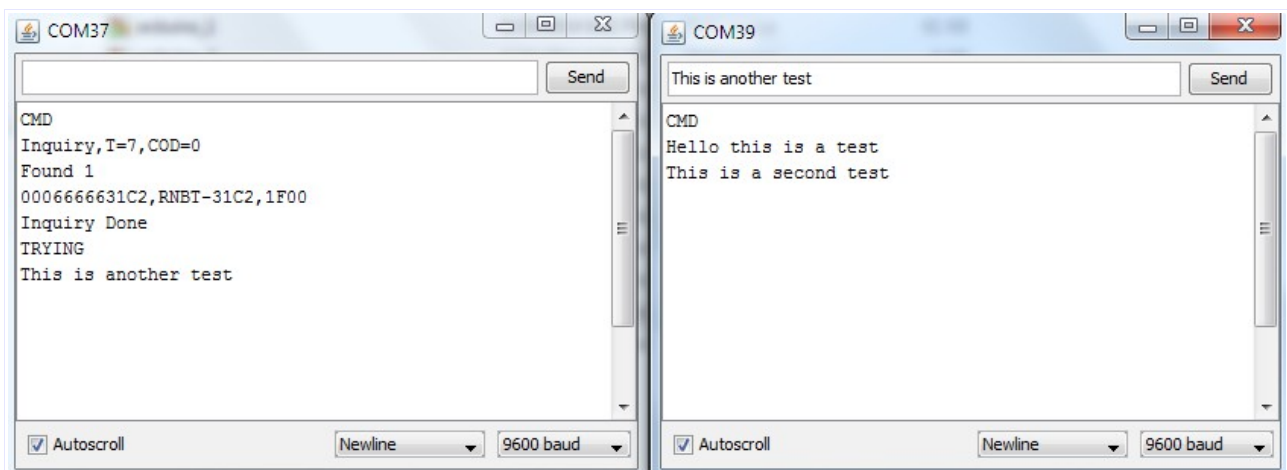 COM37
Send
CMD
Inquiry,T=7,COD=0
Found 1
0006666631C2,RNBT-31C2,1F00
Inquiry Done
TRYING
This is another test
Autoscroll
Newline
9600 baud
COM39
This is another test
Send
CMD
Hello this is a test
This is a second test
Autoscroll
Newline
9600 baud